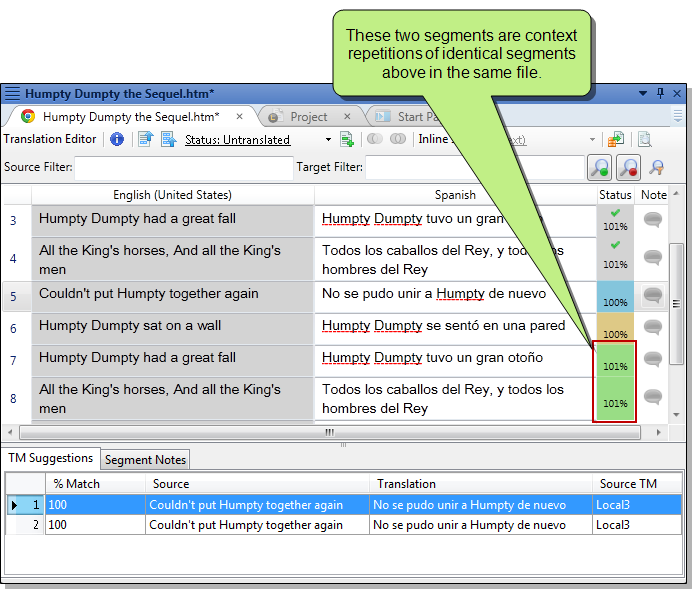 These two segments are context
repetitions of identical segments
above in the same file.
Humpty Dumpty the Sequel.htm*
Humpty Dumpty the Sequel.htm* × Project × Start
Translation Editor Status: Untranslated Inline
Source Filter: Target Filter:
English (United States) Spanish Status Note
3 Humpty Dumpty had a great fall Humpty Dumpty tuvo un gran otoño 101%
4 All the King's horses, And all the King's men Todos los caballos del Rey, y todos los hombres del Rey 101%
5 Couldn't put Humpty together again No se pudo unir a Humpty de nuevo 100%
6 Humpty Dumpty sat on a wall Humpty Dumpty se sentó en una pared 100%
7 Humpty Dumpty had a great fall Humpty Dumpty tuvo un gran otoño 101%
8 All the King's horses, And all the King's men Todos los caballos del Rey, y todos los hombres del Rey 101%
TM Suggestions Segment Notes
% Match Source Translation Source TM
1 100 Couldn't put Humpty together again No se pudo unir a Humpty de nuevo Local3
2 100 Couldn't put Humpty together again No se pudo unir a Humpty de nuevo Local3